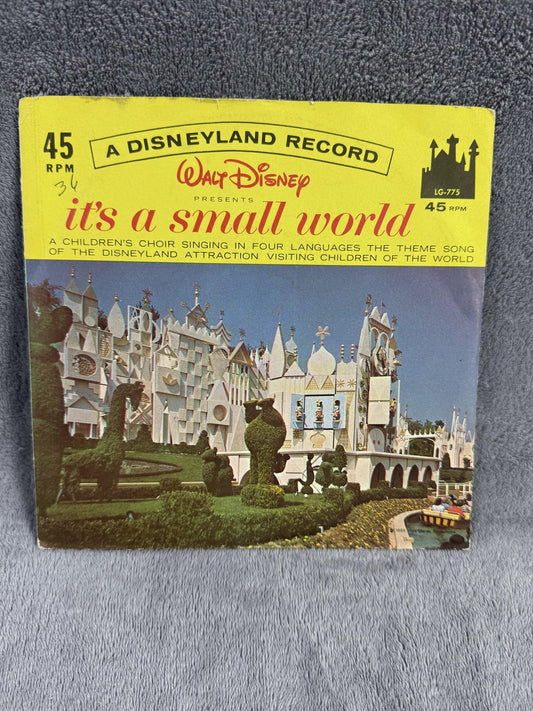 45
RPM
36
A DISNEYLAND RECORD
WALT DISNEY
PRESENTS
it's a small world
A CHILDREN'S CHOIR SINGING IN FOUR LANGUAGES THE THEME SONG
OF THE DISNEYLAND ATTRACTION VISITING CHILDREN OF THE WORLD
LG-775
45 RPM